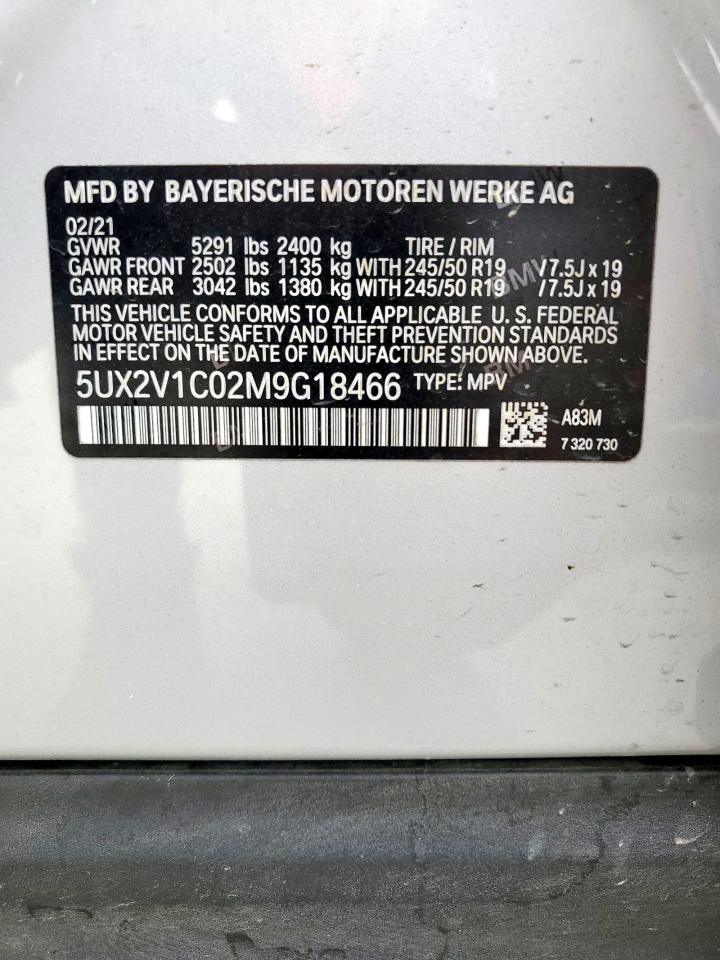 MFD BY BAYERISCHE MOTOREN WERKE AG
02/21
GVWR 5291 lbs 2400 kg TIRE / RIM
GAWR FRONT 2502 lbs 1135 kg WITH 245/50 R19 / 7.5J x 19
GAWR REAR 3042 lbs 1380 kg WITH 245/50 R19 / 7.5J x 19
THIS VEHICLE CONFORMS TO ALL APPLICABLE U. S. FEDERAL
MOTOR VEHICLE SAFETY AND THEFT PREVENTION STANDARDS
IN EFFECT ON THE DATE OF MANUFACTURE SHOWN ABOVE.
5UX2V1C02M9G18466 TYPE: MPV
A83M
7 320 730